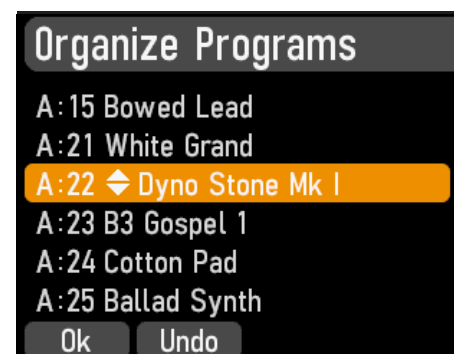 Organize Programs
A:15 Bowed Lead
A:21 White Grand
A:22 Dyno Stone Mk I
A:23 B3 Gospel 1
A:24 Cotton Pad
A:25 Ballad Synth
Ok Undo